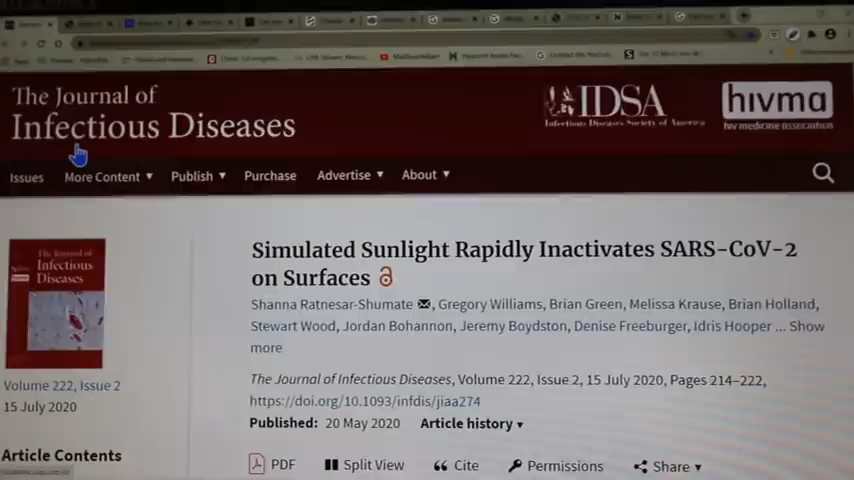 The Journal of
Infectious Diseases
IDSA
Infectious Diseases Society of America
hivma
hiv medicine association
Issues
More Content
Publish
Purchase
Advertise
About
The Journal of
Infectious
Diseases
Simulated Sunlight Rapidly Inactivates SARS-CoV-2
on Surfaces
Shanna Ratnesar-Shumate , Gregory Williams, Brian Green, Melissa Krause, Brian Holland,
Stewart Wood, Jordan Bohannon, Jeremy Boydston, Denise Freeburger, Idris Hooper ... Show
more
The Journal of Infectious Diseases, Volume 222, Issue 2, 15 July 2020, Pages 214–222,
https://doi.org/10.1093/infdis/jiaa274
Published: 20 May 2020 Article history
Volume 222, Issue 2
15 July 2020
Article Contents
PDF
Split View
Cite
Permissions
Share